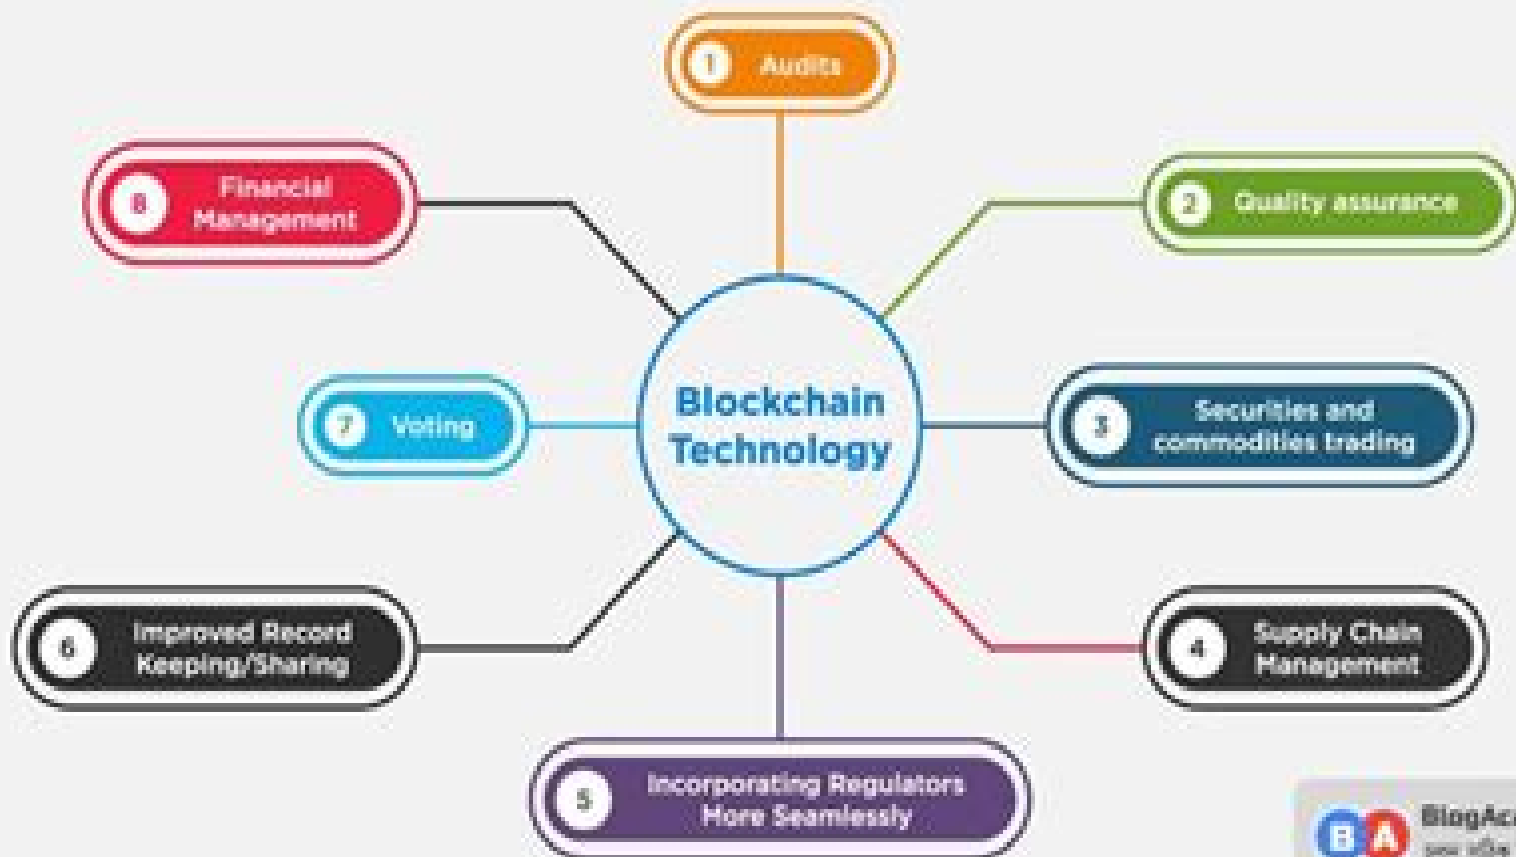 1 Audits
2 Quality assurance
3 Securities and
commodities trading
4 Supply Chain
Management
5 Incorporating Regulators
More Seamlessly
6 Improved Record
Keeping/Sharing
7 Voting
8 Financial
Management
Blockchain
Technology
BA